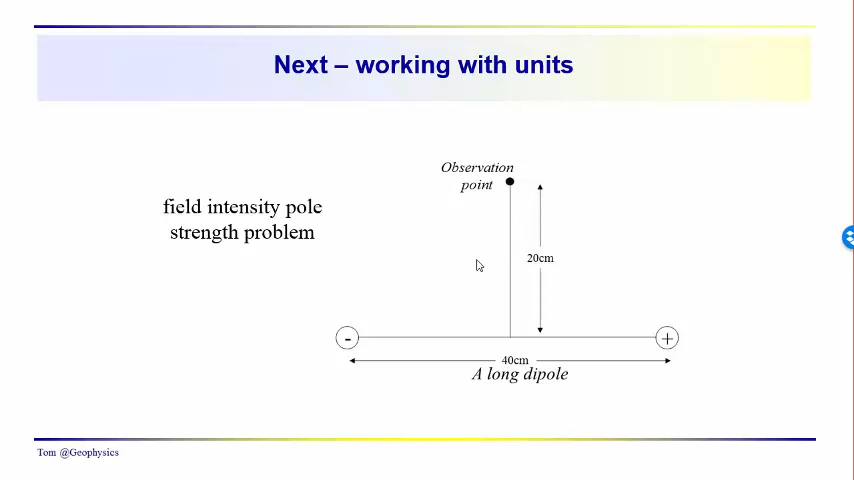 Next – working with units
Observation
point
field intensity pole
strength problem
20cm
-
+
40cm
A long dipole
Tom @Geophysics